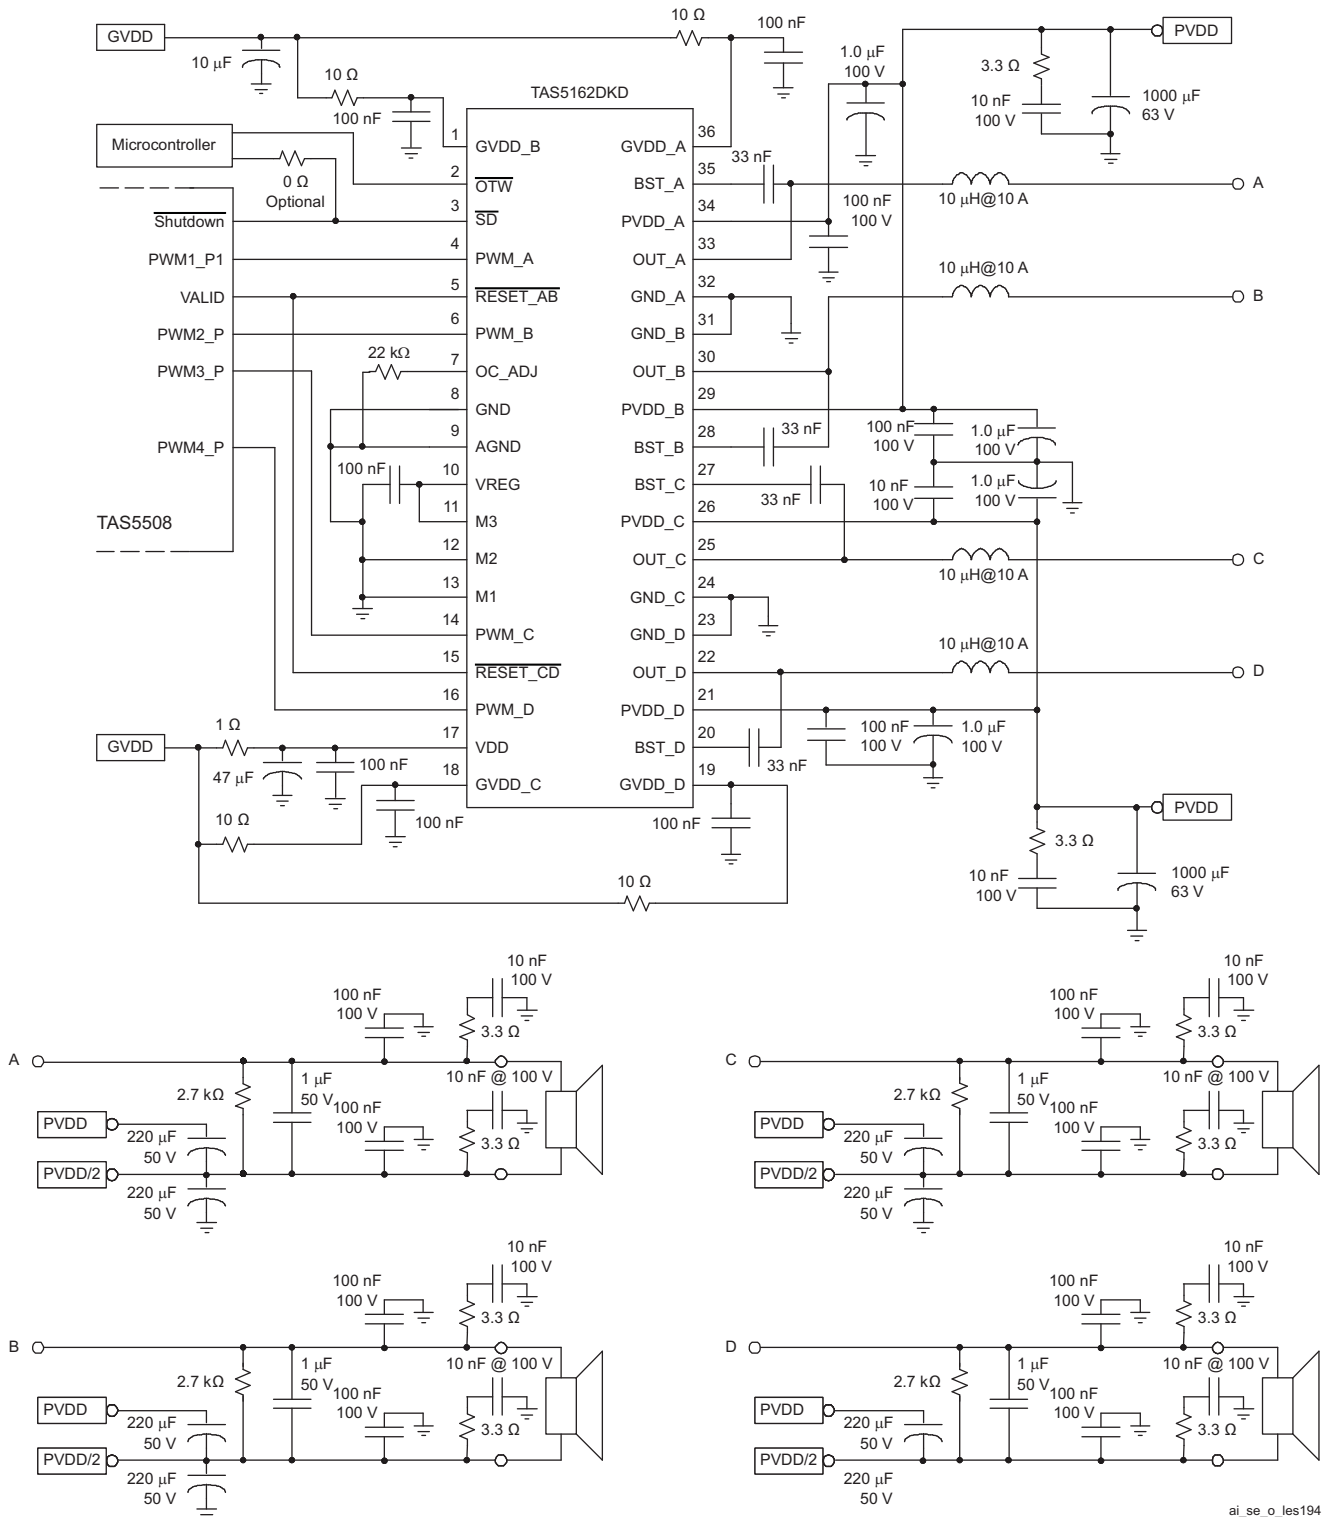 GVDD
10 μF
10 Ω
100 nF
10 Ω
100 nF
1.0 μF
100 V
PVDD
3.3 Ω
10 nF
100 V
1000 μF
63 V
TAS5162DKD
Microcontroller
0 Ω
Optional
Shutdown
PWM1_P1
VALID
PWM2_P
PWM3_P
PWM4_P
TAS5508
1 GVDD_B
2 OTW
3 SD
4 PWM_A
5 RESET_AB
6 PWM_B
7 OC_ADJ
8 GND
9 AGND
10 VREG
11 M3
12 M2
13 M1
14 PWM_C
15 RESET_CD
16 PWM_D
17 VDD
18 GVDD_C
22 kΩ
100 nF
GVDD_A 36
BST_A 35
PVDD_A 34
OUT_A 33
GND_A 32
GND_B 31
OUT_B 30
PVDD_B 29
BST_B 28
BST_C 27
PVDD_C 26
OUT_C 25
GND_C 24
GND_D 23
OUT_D 22
PVDD_D 21
BST_D 20
GVDD_D 19
33 nF
100 nF
100 V
10 μH@10 A
A
10 μH@10 A
B
33 nF
100 nF
100 V
1.0 μF
100 V
33 nF
10 nF
100 V
1.0 μF
100 V
10 μH@10 A
C
10 μH@10 A
D
100 nF
100 V
1.0 μF
100 V
33 nF
GVDD
1 Ω
47 μF
100 nF
10 Ω
100 nF
100 nF
10 Ω
PVDD
3.3 Ω
10 nF
100 V
1000 μF
63 V
10 nF
100 V
100 nF
100 V
3.3 Ω
A
10 nF @ 100 V
2.7 kΩ
1 μF
50 V
100 nF
100 V
3.3 Ω
PVDD
220 μF
50 V
PVDD/2
220 μF
50 V
10 nF
100 V
100 nF
100 V
3.3 Ω
C
10 nF @ 100 V
2.7 kΩ
1 μF
50 V
100 nF
100 V
3.3 Ω
PVDD
220 μF
50 V
PVDD/2
220 μF
50 V
10 nF
100 V
100 nF
100 V
3.3 Ω
B
10 nF @ 100 V
2.7 kΩ
1 μF
50 V
100 nF
100 V
3.3 Ω
PVDD
220 μF
50 V
PVDD/2
220 μF
50 V
10 nF
100 V
100 nF
100 V
3.3 Ω
D
10 nF @ 100 V
2.7 kΩ
1 μF
50 V
100 nF
100 V
3.3 Ω
PVDD
220 μF
50 V
PVDD/2
220 μF
50 V
ai_se_o_les194